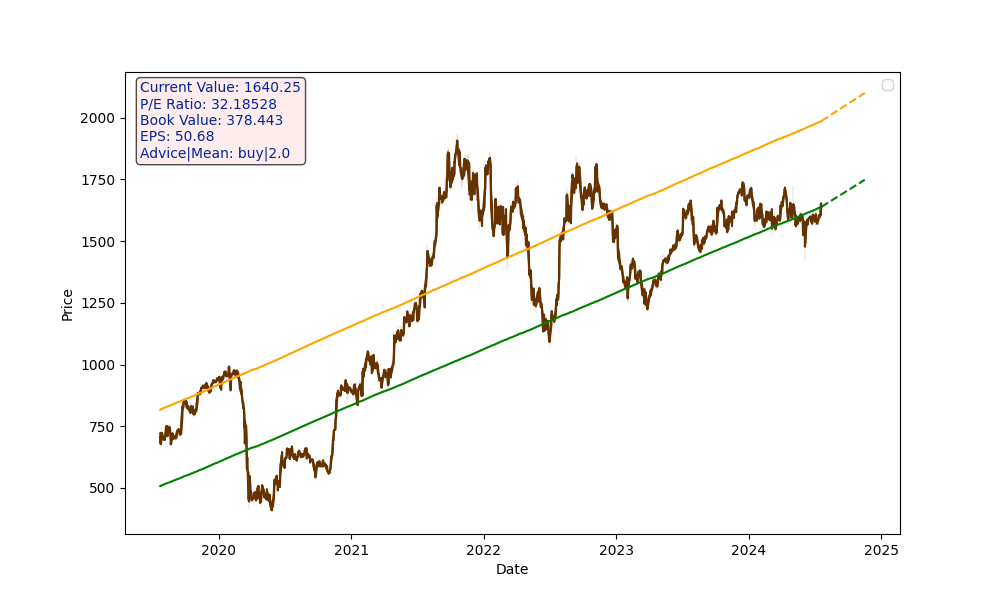 Current Value: 1640.25
P/E Ratio: 32.18528
Book Value: 378.443
EPS: 50.68
Advice|Mean: buy|2.0
2000
1750
1500
1250
1000
750
500
Price
2020
2021
2022
2023
2024
2025
Date